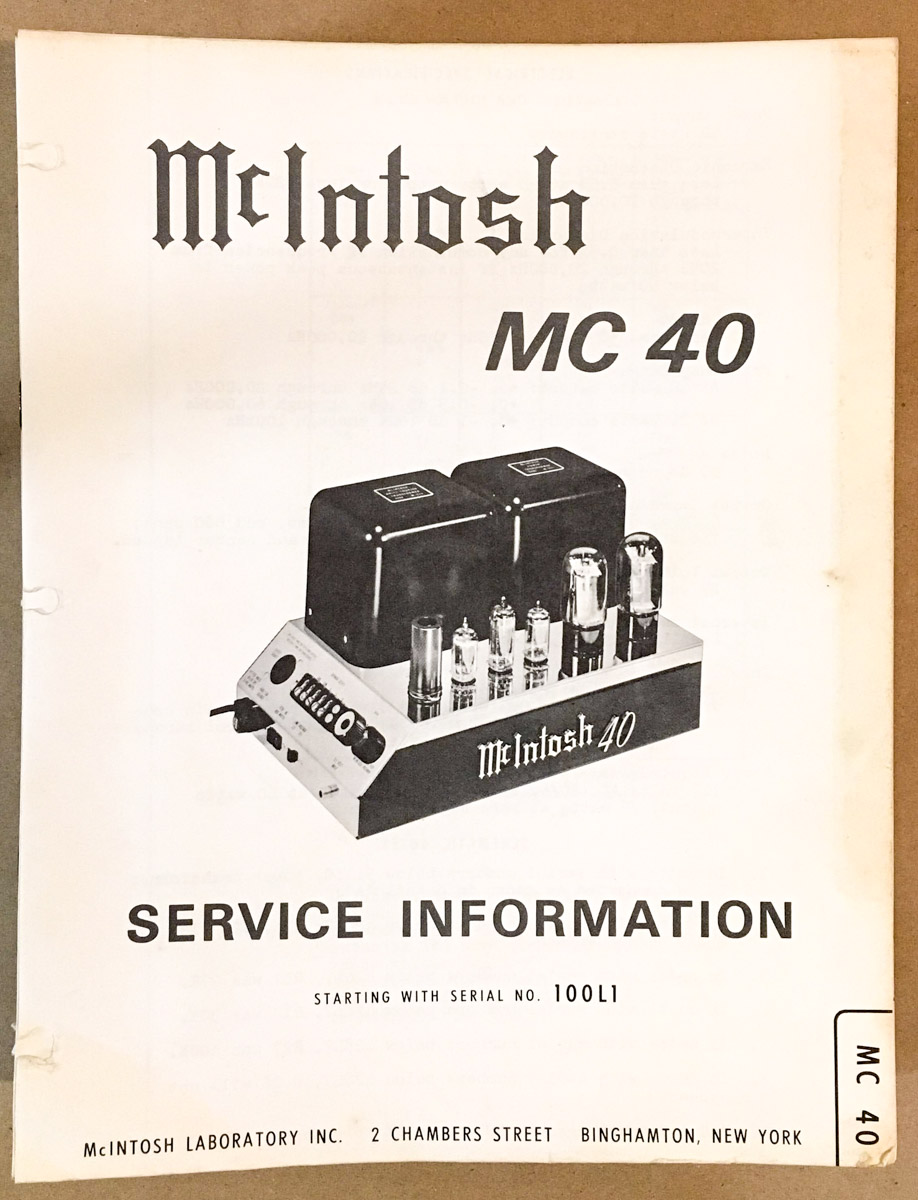 McIntosh
MC 40
McIntosh 40
SERVICE INFORMATION
STARTING WITH SERIAL NO. 100L1
MC 40
McINTOSH LABORATORY INC. 2 CHAMBERS STREET BINGHAMTON, NEW YORK